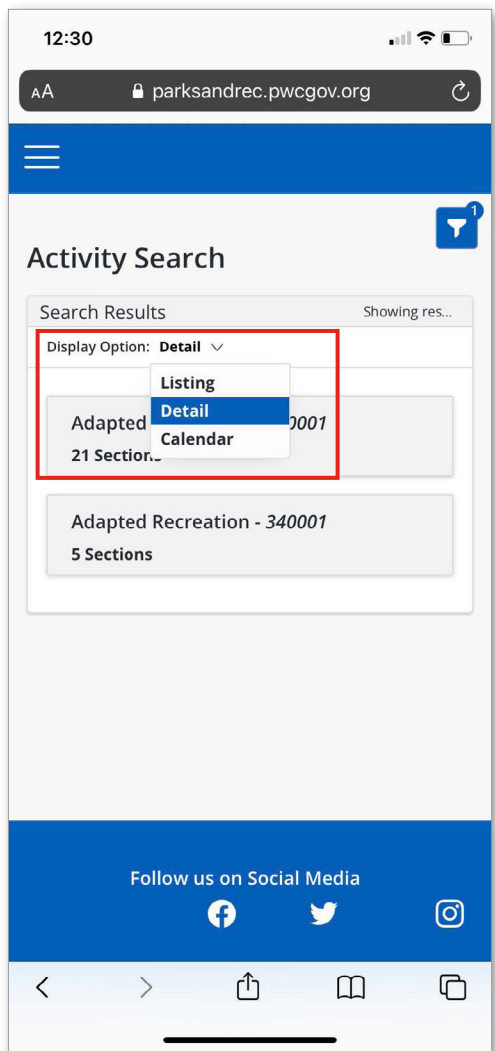 12:30
AA parksandrec.pwcgov.org
1
Activity Search
Search Results Showing res...
Display Option: Detail
Listing
Detail
Calendar
Adapted 0001
21 Sections
Adapted Recreation - 340001
5 Sections
Follow us on Social Media